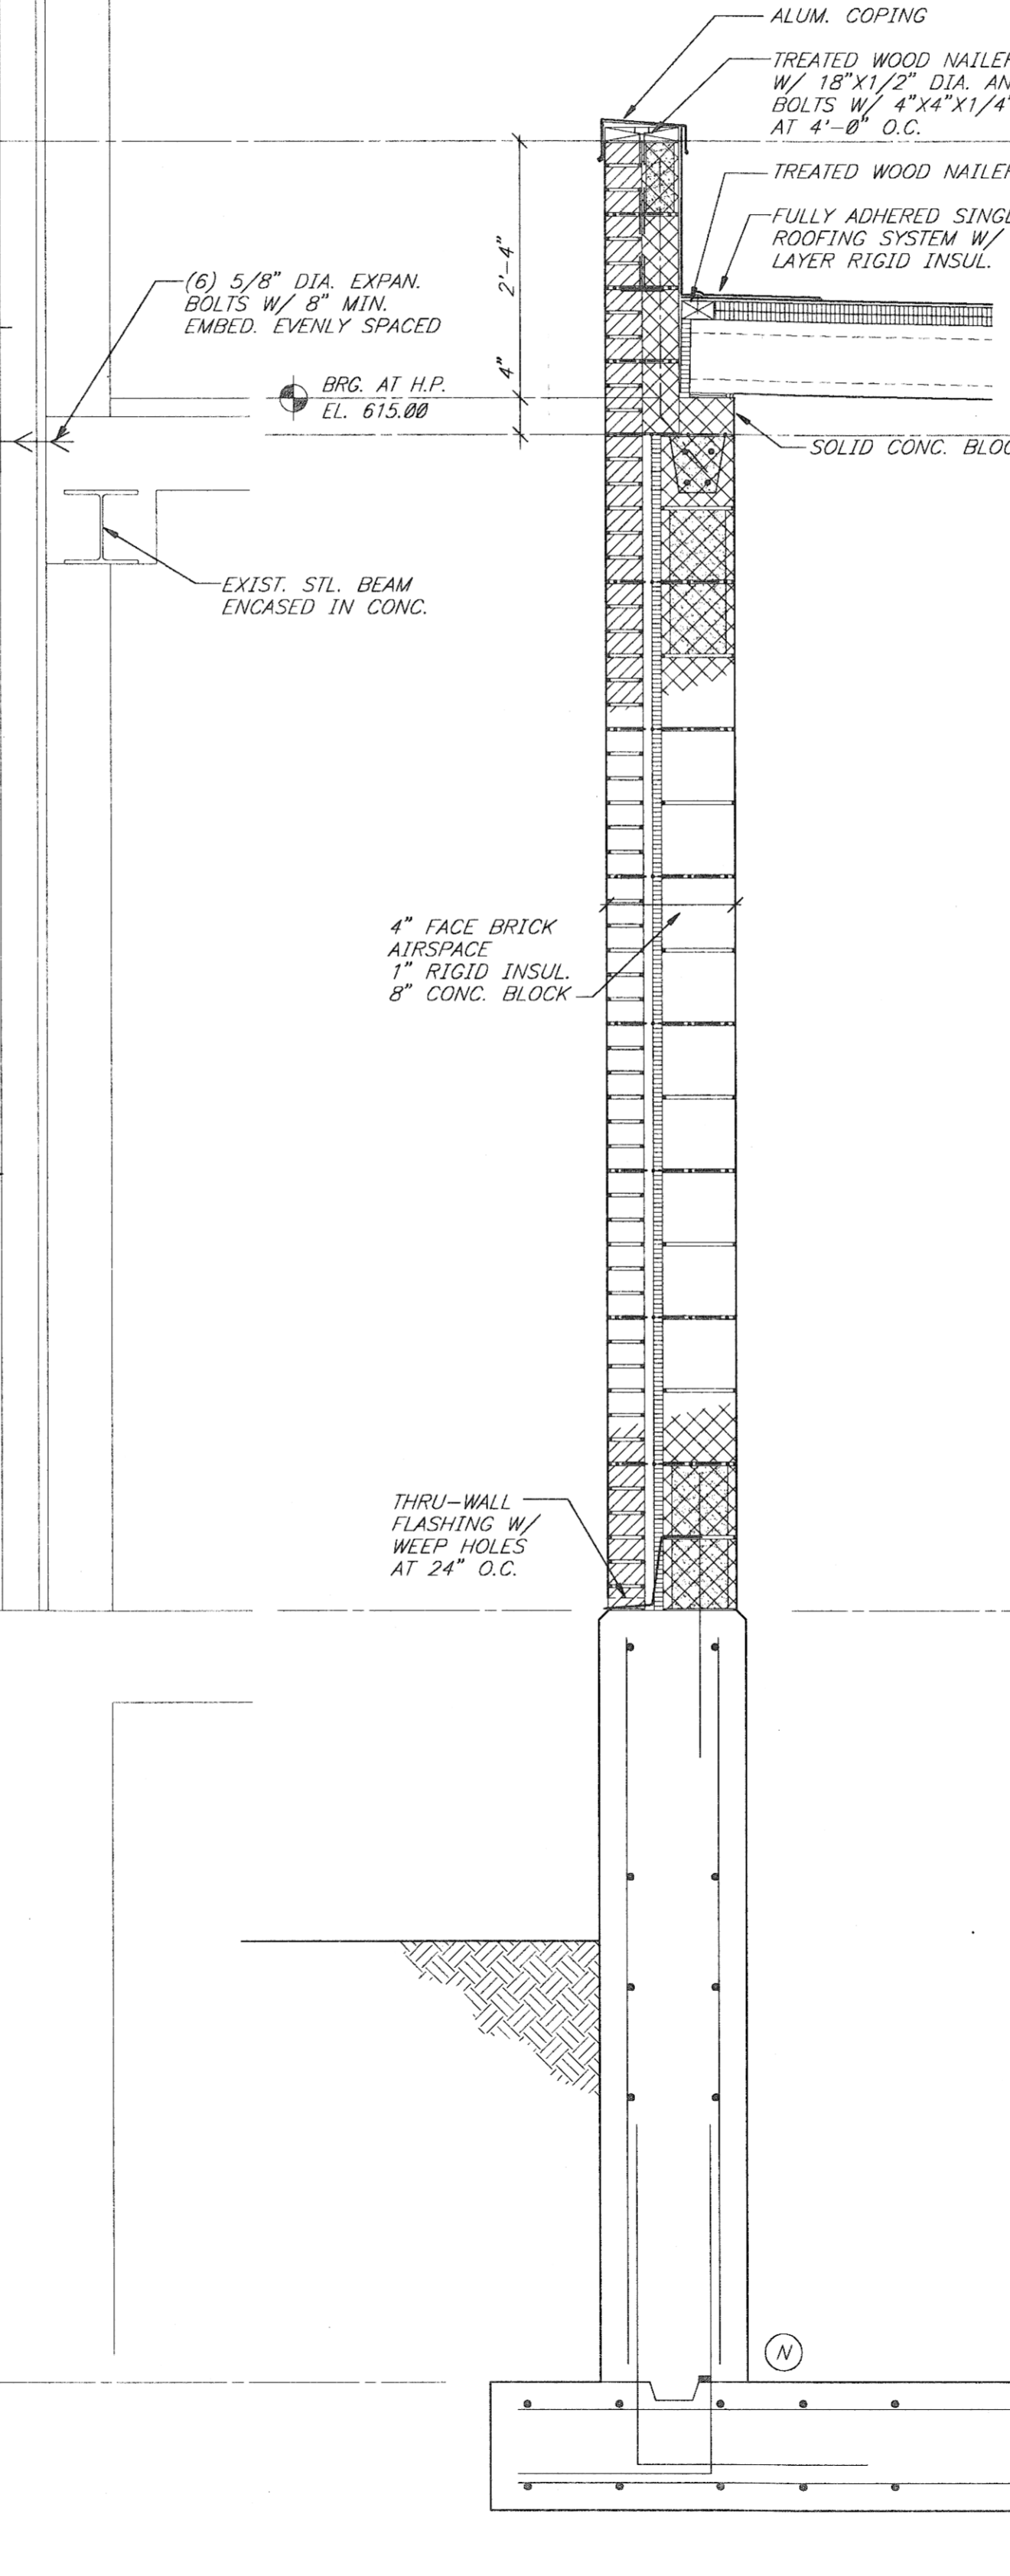 ALUM. COPING
TREATED WOOD NAILER
W/ 18"X1/2" DIA. AN
BOLTS W/ 4"X4"X1/4"
AT 4'-0" O.C.
TREATED WOOD NAILER
FULLY ADHERED SINGL
ROOFING SYSTEM W/
LAYER RIGID INSUL.
2'-4"
(6) 5/8" DIA. EXPAN.
BOLTS W/ 8" MIN.
EMBED. EVENLY SPACED
4"
BRG. AT H.P.
EL. 615.00
SOLID CONC. BLOC
EXIST. STL. BEAM
ENCASED IN CONC.
4" FACE BRICK
AIRSPACE
1" RIGID INSUL.
8" CONC. BLOCK
THRU-WALL
FLASHING W/
WEEP HOLES
AT 24" O.C.
N